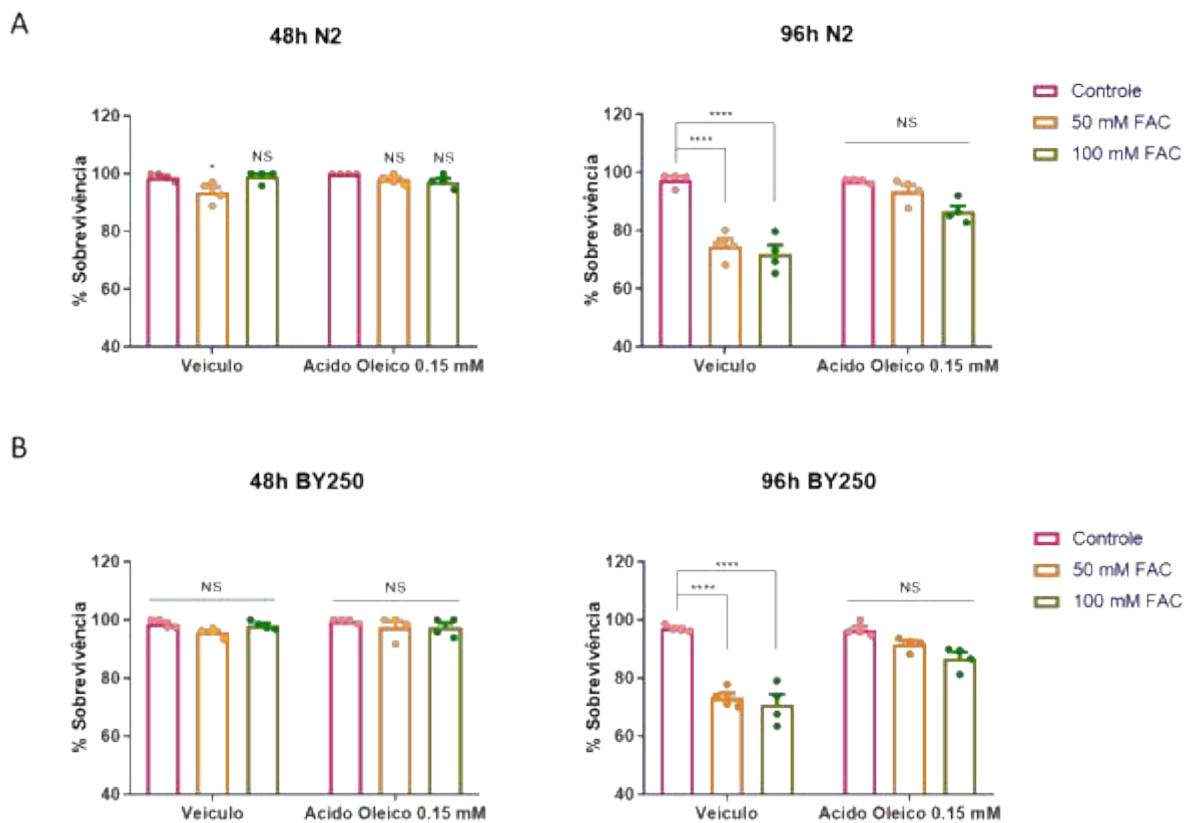 A
48h N2
96h N2
Controle
50 mM FAC
100 mM FAC
% Sobrevivência
120
100
80
60
40
*
NS
NS
NS
Veiculo
Acido Oleico 0.15 mM
% Sobrevivência
120
100
80
60
40
****
****
NS
Veiculo
Acido Oleico 0.15 mM
B
48h BY250
96h BY250
Controle
50 mM FAC
100 mM FAC
% Sobrevivência
120
100
80
60
40
NS
NS
Veiculo
Acido Oleico 0.15 mM
% Sobrevivência
120
100
80
60
40
****
****
NS
Veiculo
Acido Oleico 0.15 mM